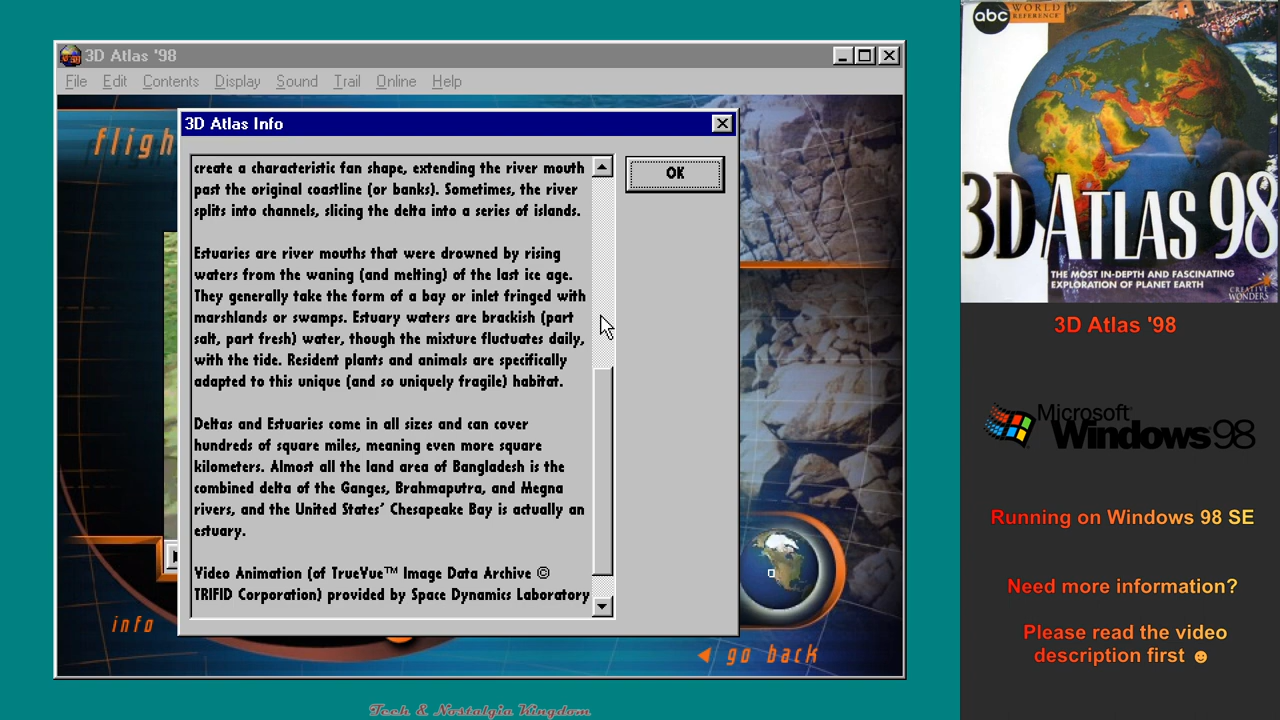 3D Atlas '98
File Edit Contents Display Sound Trail Online Help
fligh
3D Atlas Info
create a characteristic fan shape, extending the river mouth
past the original coastline (or banks). Sometimes, the river
splits into channels, slicing the delta into a series of islands.
Estuaries are river mouths that were drowned by rising
waters from the waning (and melting) of the last ice age.
They generally take the form of a bay or inlet fringed with
marshlands or swamps. Estuary waters are brackish (part
salt, part fresh) water, though the mixture fluctuates daily,
with the tide. Resident plants and animals are specifically
adapted to this unique (and so uniquely fragile) habitat.
Deltas and Estuaries come in all sizes and can cover
hundreds of square miles, meaning even more square
kilometers. Almost all the land area of Bangladesh is the
combined delta of the Ganges, Brahmaputra, and Megna
rivers, and the United States' Chesapeake Bay is actually an
estuary.
Video Animation (of TrueVue™ Image Data Archive ©
TRIFID Corporation) provided by Space Dynamics Laboratory
OK
info
go back
Tech & Nostalgia Kingdom
abc WORLD
REFERENCE
3D ATLAS 98
THE MOST IN-DEPTH AND FASCINATING
EXPLORATION OF PLANET EARTH
CREATIVE
WONDERS
3D Atlas '98
Microsoft
Windows 98
Running on Windows 98 SE
Need more information?
Please read the video
description first ☻